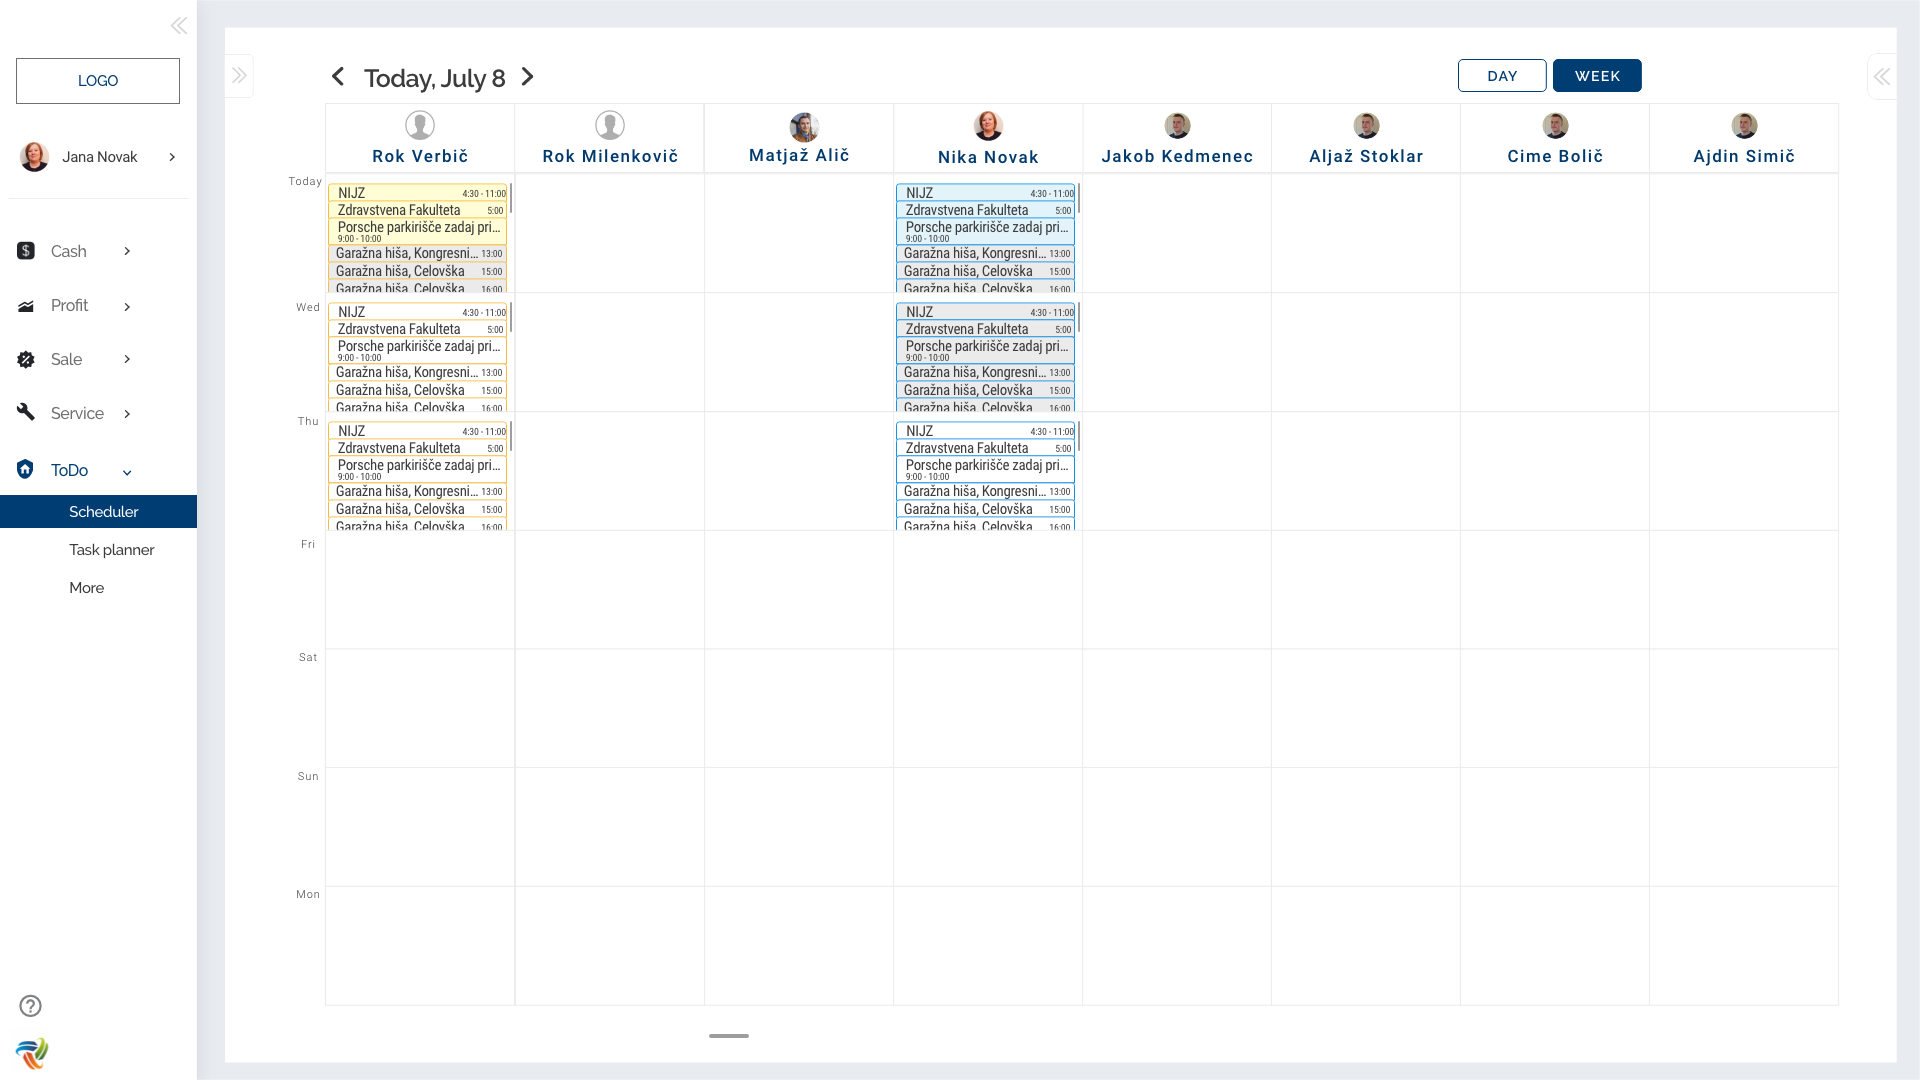 LOGO
Jana Novak
Cash
Profit
Sale
Service
ToDo
Scheduler
Task planner
More
Today, July 8
DAY
WEEK
Rok Verbič
Rok Milenkovič
Matjaž Alič
Nika Novak
Jakob Kedmenec
Aljaž Stoklar
Cime Bolič
Ajdin Simič
Today
NIJZ 4:30 - 11:00
Zdravstvena Fakulteta 5:00
Porsche parkirišče zadaj pri...
9:00 - 10:00
Garažna hiša, Kongresni... 13:00
Garažna hiša, Celovška 15:00
Garažna hiša, Celovška 16:00
NIJZ 4:30 - 11:00
Zdravstvena Fakulteta 5:00
Porsche parkirišče zadaj pri...
9:00 - 10:00
Garažna hiša, Kongresni... 13:00
Garažna hiša, Celovška 15:00
Garažna hiša, Celovška 16:00
Wed
NIJZ 4:30 - 11:00
Zdravstvena Fakulteta 5:00
Porsche parkirišče zadaj pri...
9:00 - 10:00
Garažna hiša, Kongresni... 13:00
Garažna hiša, Celovška 15:00
Garažna hiša, Celovška 16:00
NIJZ 4:30 - 11:00
Zdravstvena Fakulteta 5:00
Porsche parkirišče zadaj pri...
9:00 - 10:00
Garažna hiša, Kongresni... 13:00
Garažna hiša, Celovška 15:00
Garažna hiša, Celovška 16:00
Thu
NIJZ 4:30 - 11:00
Zdravstvena Fakulteta 5:00
Porsche parkirišče zadaj pri...
9:00 - 10:00
Garažna hiša, Kongresni... 13:00
Garažna hiša, Celovška 15:00
Garažna hiša, Celovška 16:00
NIJZ 4:30 - 11:00
Zdravstvena Fakulteta 5:00
Porsche parkirišče zadaj pri...
9:00 - 10:00
Garažna hiša, Kongresni... 13:00
Garažna hiša, Celovška 15:00
Garažna hiša, Celovška 16:00
Fri
Sat
Sun
Mon